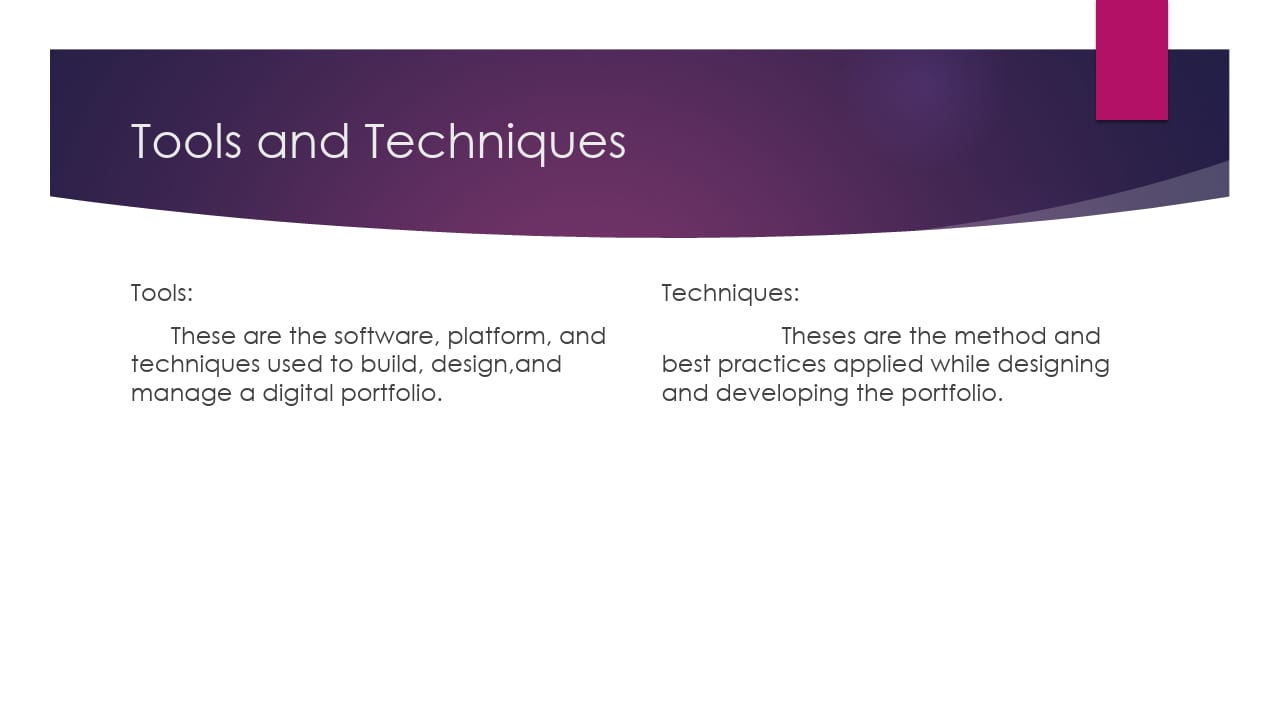 Tools and Techniques
Tools:
These are the software, platform, and
techniques used to build, design,and
manage a digital portfolio.
Techniques:
Theses are the method and
best practices applied while designing
and developing the portfolio.